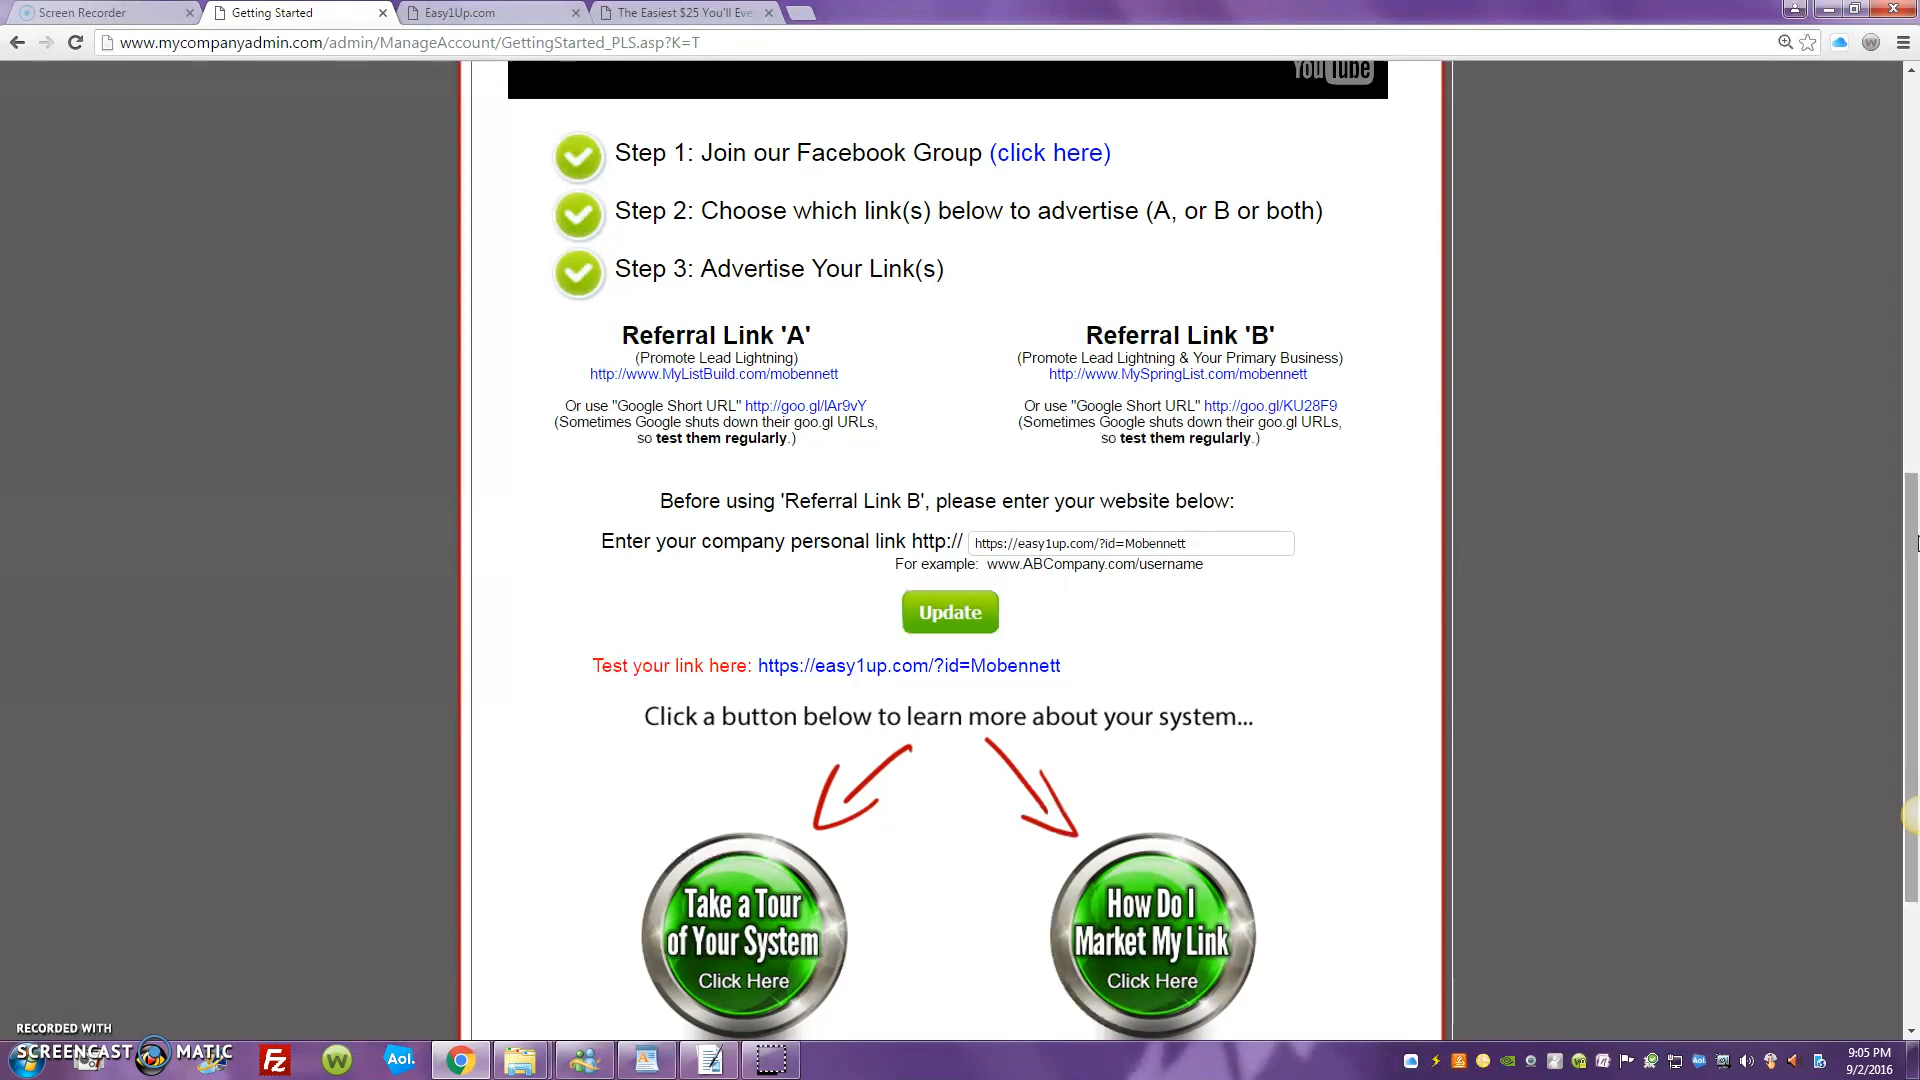 Screen Recorder
Getting Started
Easy1Up.com
The Easiest $25 You'll Eve
www.mycompanyadmin.com/admin/ManageAccount/GettingStarted_PLS.asp?K=T
YouTube
Step 1: Join our Facebook Group (click here)
Step 2: Choose which link(s) below to advertise (A, or B or both)
Step 3: Advertise Your Link(s)
Referral Link 'A'
(Promote Lead Lightning)
http://www.MyListBuild.com/mobennett
Or use "Google Short URL" http://goo.gl/lAr9vY
(Sometimes Google shuts down their goo.gl URLs,
so test them regularly.)
Referral Link 'B'
(Promote Lead Lightning & Your Primary Business)
http://www.MySpringList.com/mobennett
Or use "Google Short URL" http://goo.gl/KU28F9
(Sometimes Google shuts down their goo.gl URLs,
so test them regularly.)
Before using 'Referral Link B', please enter your website below:
Enter your company personal link http:// https://easy1up.com/?id=Mobennett
For example: www.ABCompany.com/username
Update
Test your link here: https://easy1up.com/?id=Mobennett
Click a button below to learn more about your system...
Take a Tour
of Your System
Click Here
How Do I
Market My Link
Click Here
RECORDED WITH
SCREENCAST MATIC
Fz
W
Aol.
9:05 PM
9/2/2016